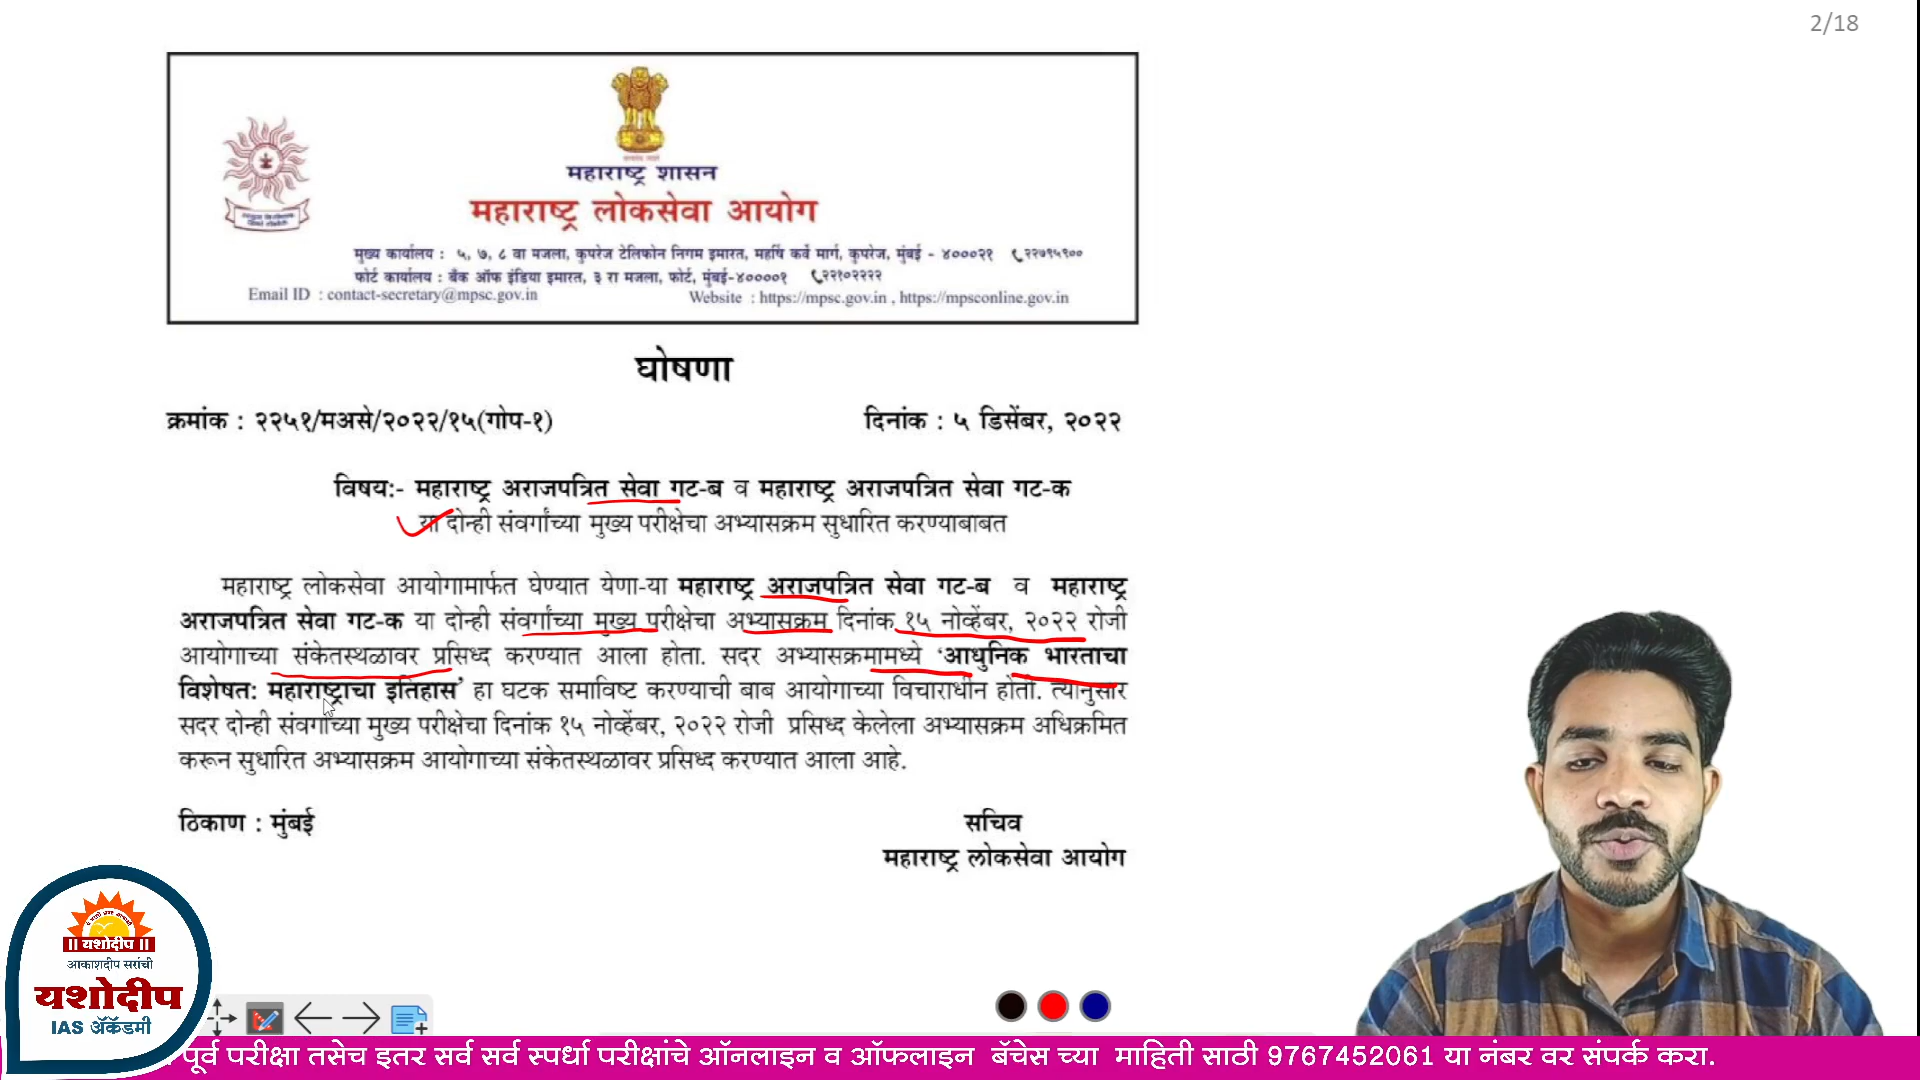 2/18
महाराष्ट्र शासन
महाराष्ट्र लोकसेवा आयोग
मुख्य कार्यालय : ५, ७, ८ वा मजला, कुपरेज टेलिफोन निगम इमारत, महर्षि कर्वे मार्ग, कुपरेज, मुंबई - ४०००२१ २२७९५९००
फोर्ट कार्यालय : बँक ऑफ इंडिया इमारत, ३ रा मजला, फोर्ट, मुंबई-४००००१ २२१०२२२२
Email ID : contact-secretary@mpsc.gov.in Website : https://mpsc.gov.in , https://mpsconline.gov.in
घोषणा
क्रमांक : २२५१/मअसे/२०२२/१५(गोप-१) दिनांक : ५ डिसेंबर, २०२२
विषय:- महाराष्ट्र अराजपत्रित सेवा गट-ब व महाराष्ट्र अराजपत्रित सेवा गट-क
या दोन्ही संवर्गांच्या मुख्य परीक्षेचा अभ्यासक्रम सुधारित करण्याबाबत
महाराष्ट्र लोकसेवा आयोगामार्फत घेण्यात येणा-या महाराष्ट्र अराजपत्रित सेवा गट-ब व महाराष्ट्र
अराजपत्रित सेवा गट-क या दोन्ही संवर्गांच्या मुख्य परीक्षेचा अभ्यासक्रम दिनांक १५ नोव्हेंबर, २०२२ रोजी
आयोगाच्या संकेतस्थळावर प्रसिध्द करण्यात आला होता. सदर अभ्यासक्रमामध्ये ‘आधुनिक भारताचा
विशेषत: महाराष्ट्राचा इतिहास’ हा घटक समाविष्ट करण्याची बाब आयोगाच्या विचाराधीन होती. त्यानुसार
सदर दोन्ही संवर्गाच्या मुख्य परीक्षेचा दिनांक १५ नोव्हेंबर, २०२२ रोजी प्रसिध्द केलेला अभ्यासक्रम अधिक्रमित
करून सुधारित अभ्यासक्रम आयोगाच्या संकेतस्थळावर प्रसिध्द करण्यात आला आहे.
ठिकाण : मुंबई सचिव
महाराष्ट्र लोकसेवा आयोग
॥ यशोदीप ॥
आकाशदीप सरांची
यशोदीप
IAS ॲकॅडमी
पूर्व परीक्षा तसेच इतर सर्व सर्व स्पर्धा परीक्षांचे ऑनलाइन व ऑफलाइन बॅचेस च्या माहिती साठी 9767452061 या नंबर वर संपर्क करा.